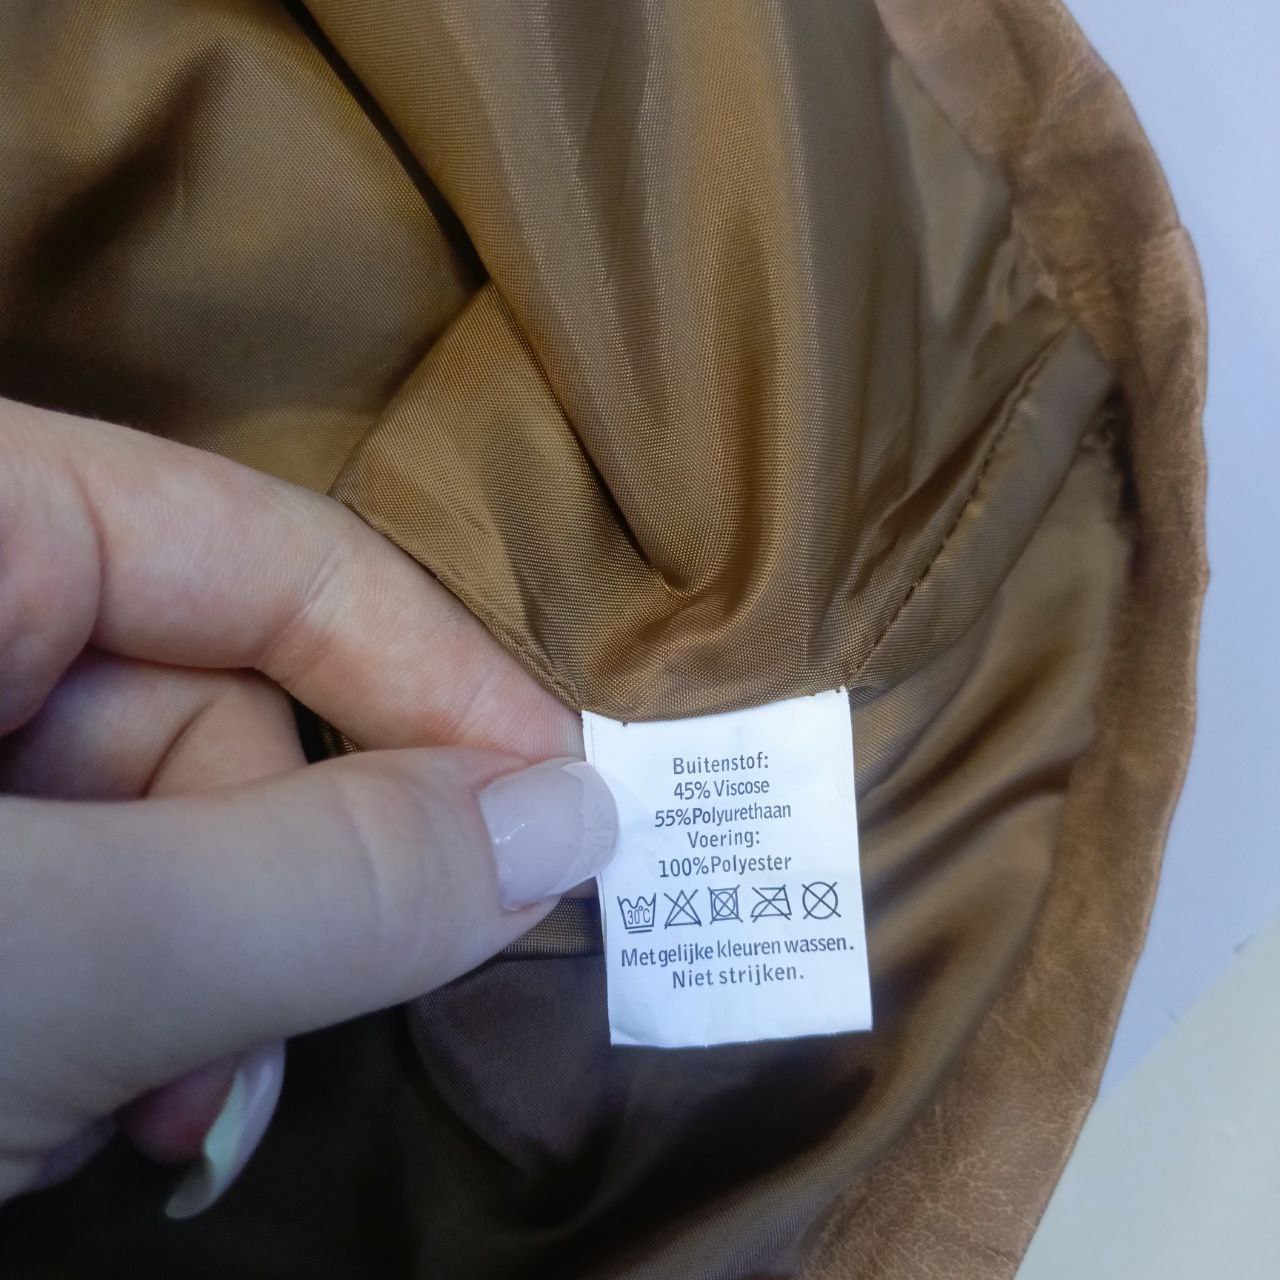 Buitenstof:
45% Viscose
55%Polyurethaan
Voering:
100%Polyester
30°C
Met gelijke kleuren wassen.
Niet strijken.